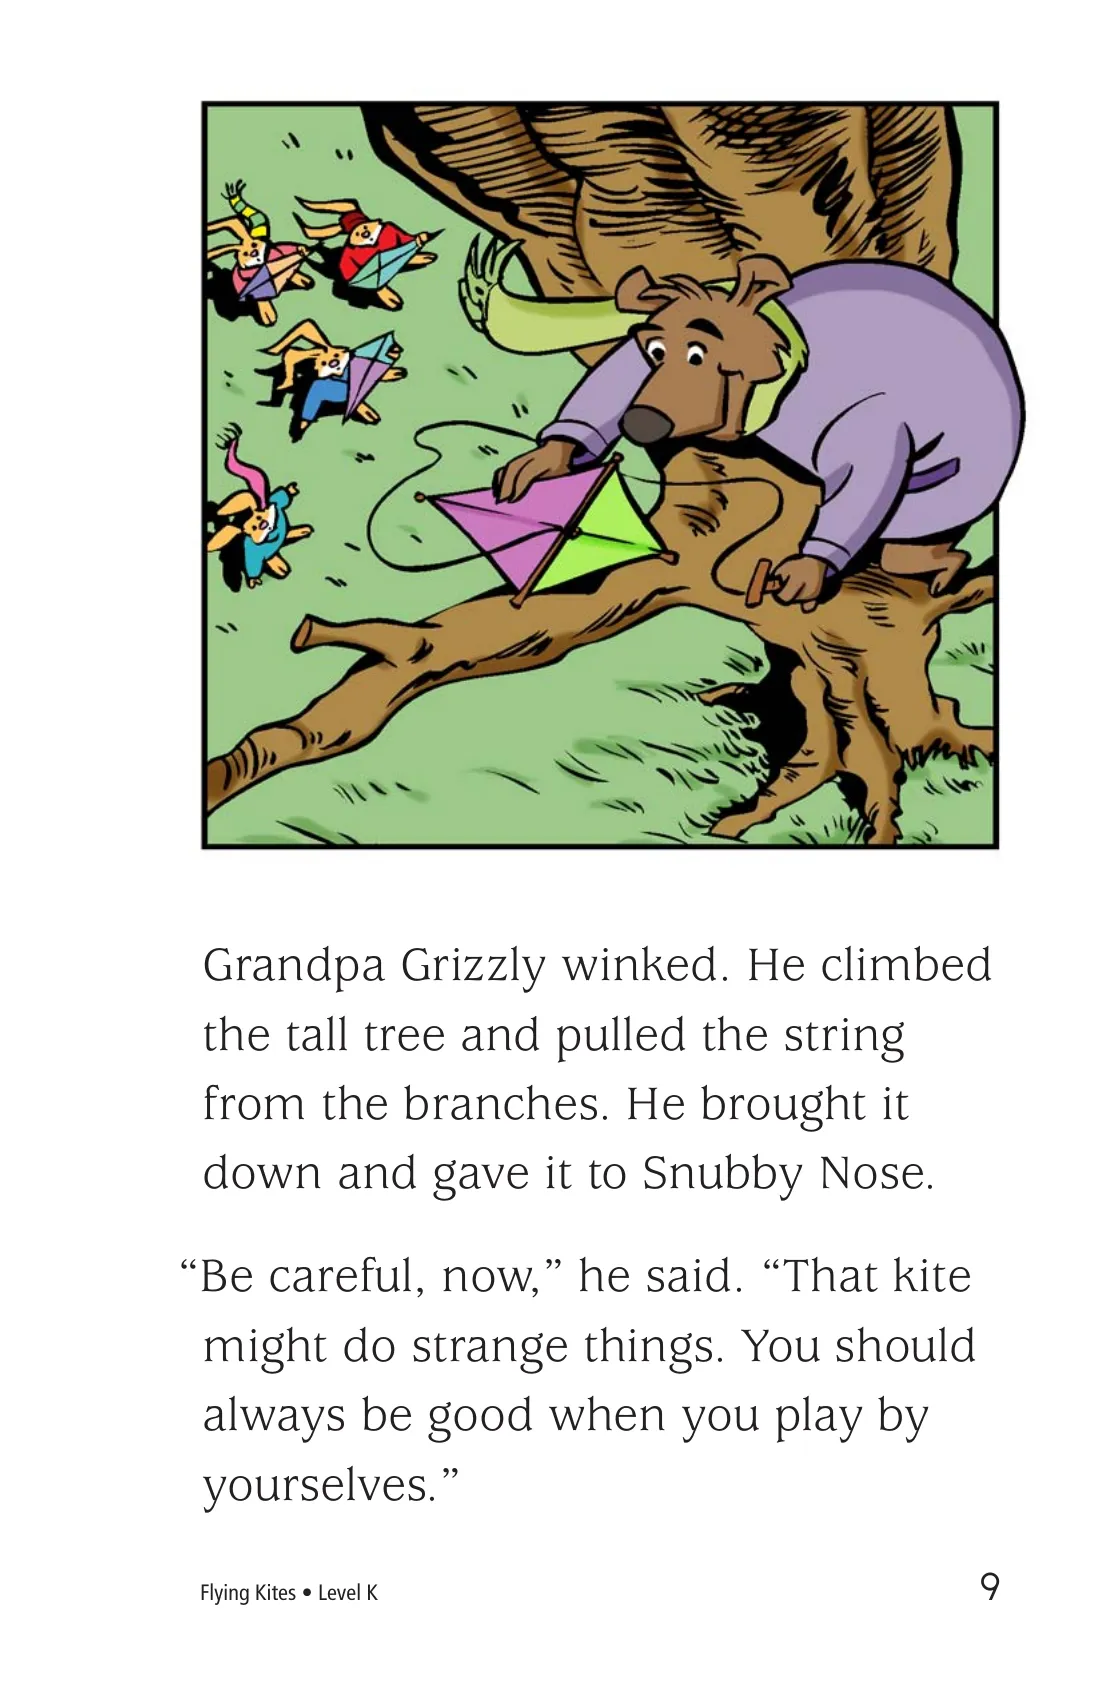 Grandpa Grizzly winked. He climbed
the tall tree and pulled the string
from the branches. He brought it
down and gave it to Snubby Nose.
“Be careful, now,” he said. “That kite
might do strange things. You should
always be good when you play by
yourselves.”
Flying Kites • Level K 9